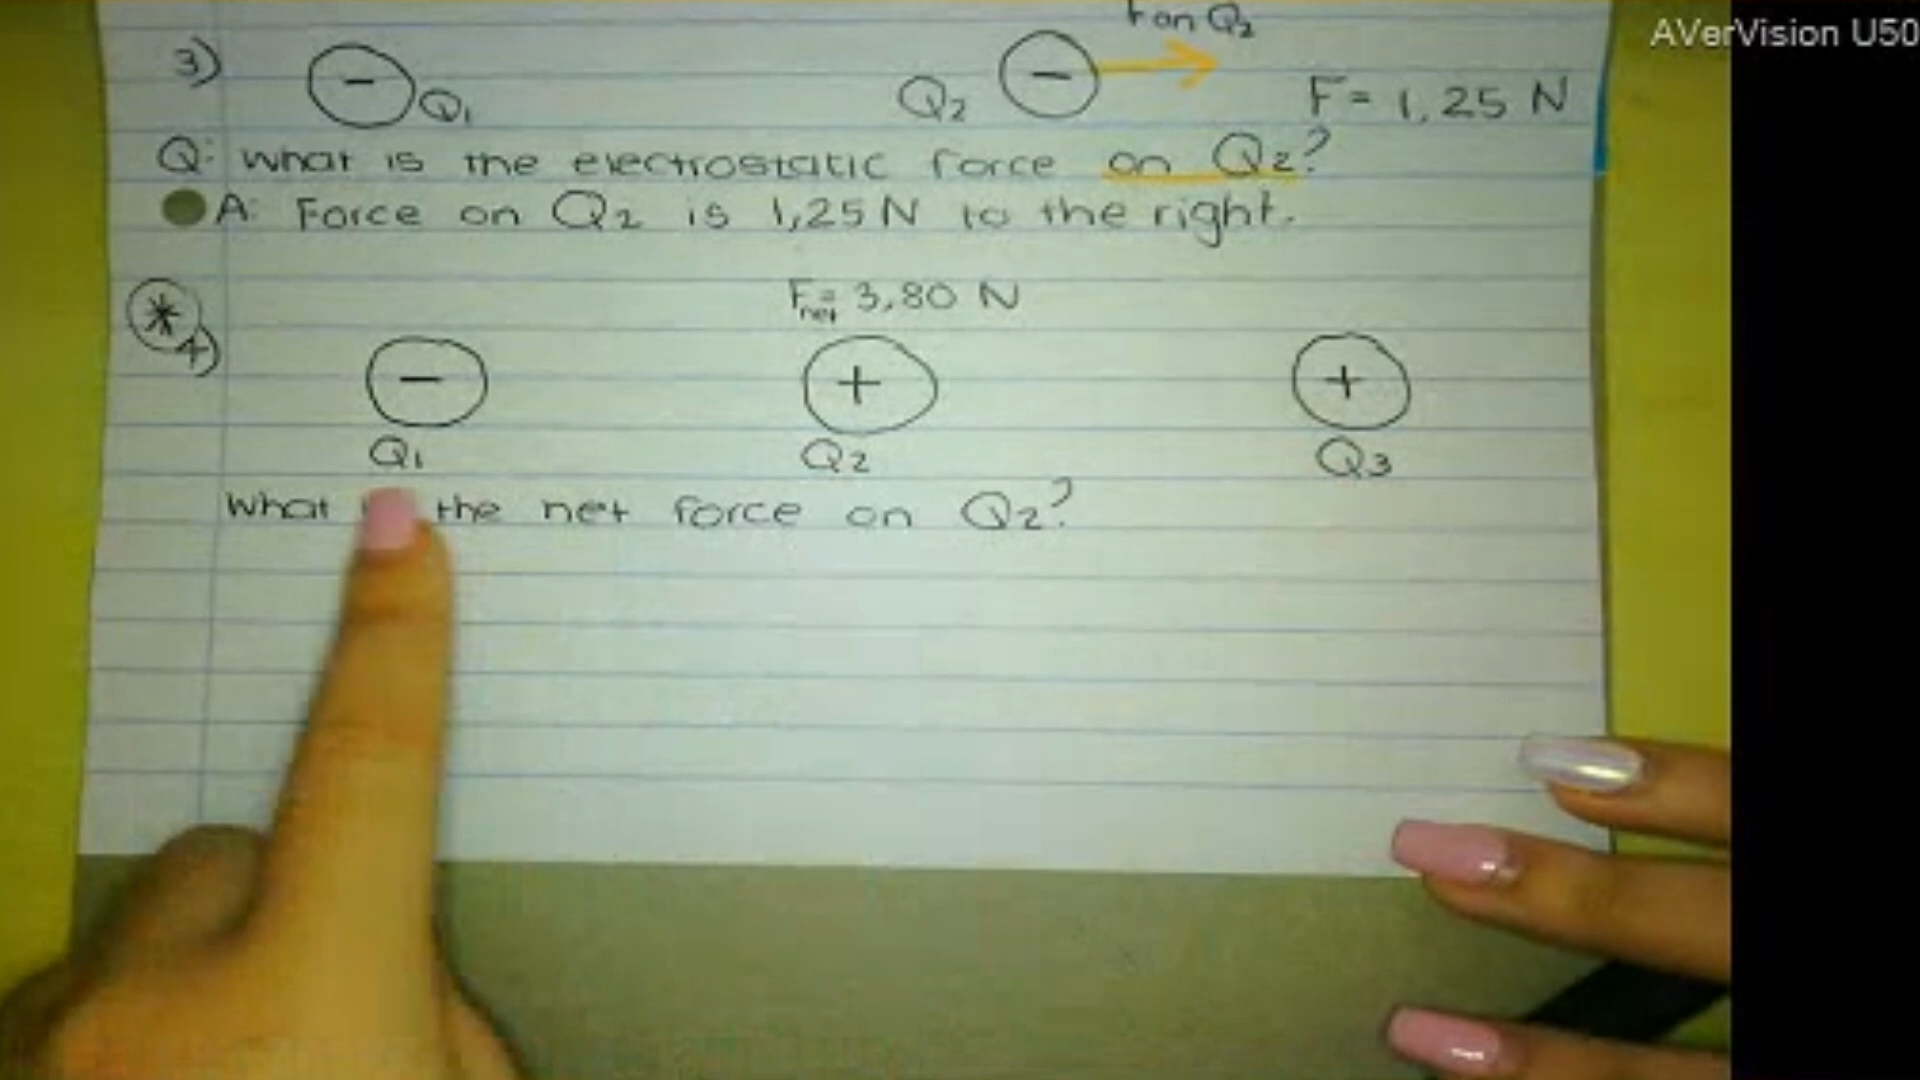 AVerVision U50
F on Q2
3) - Q1 Q2 - F = 1,25 N
Q: What is the electrostatic force on Q2?
A: Force on Q2 is 1,25 N to the right.
Fnet = 3,80 N
* 4) - + +
Q1 Q2 Q3
What the net force on Q2?